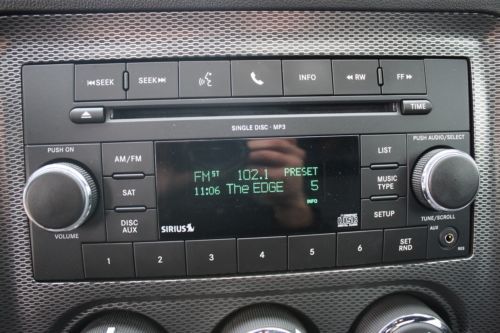 SEEK SEEK INFO RW FF
TIME
SINGLE DISC · MP3
PUSH ON
PUSH AUDIO/SELECT
AM/FM
SAT
DISC
AUX
VOLUME
FM ST 102.1 PRESET
11:06 The EDGE 5
INFO
SIRIUS
LIST
MUSIC
TYPE
SETUP
TUNE/SCROLL
AUX
1 2 3 4 5 6
SET
RND